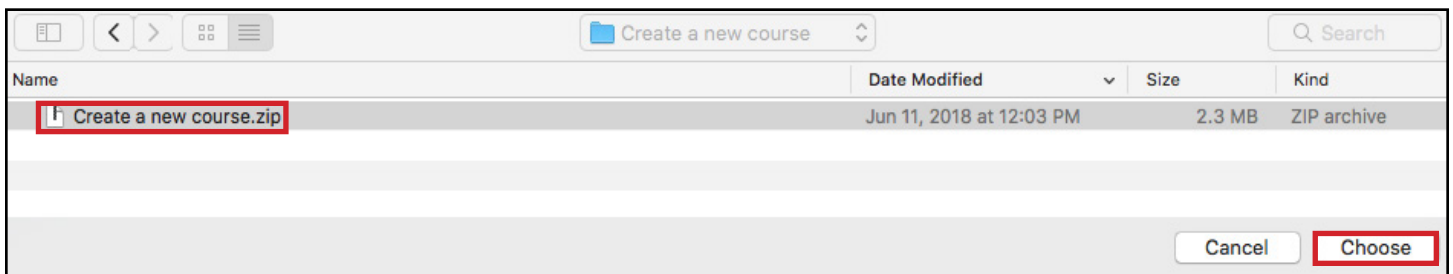 Create a new course Search
Name Date Modified Size Kind
Create a new course.zip Jun 11, 2018 at 12:03 PM 2.3 MB ZIP archive
Cancel Choose